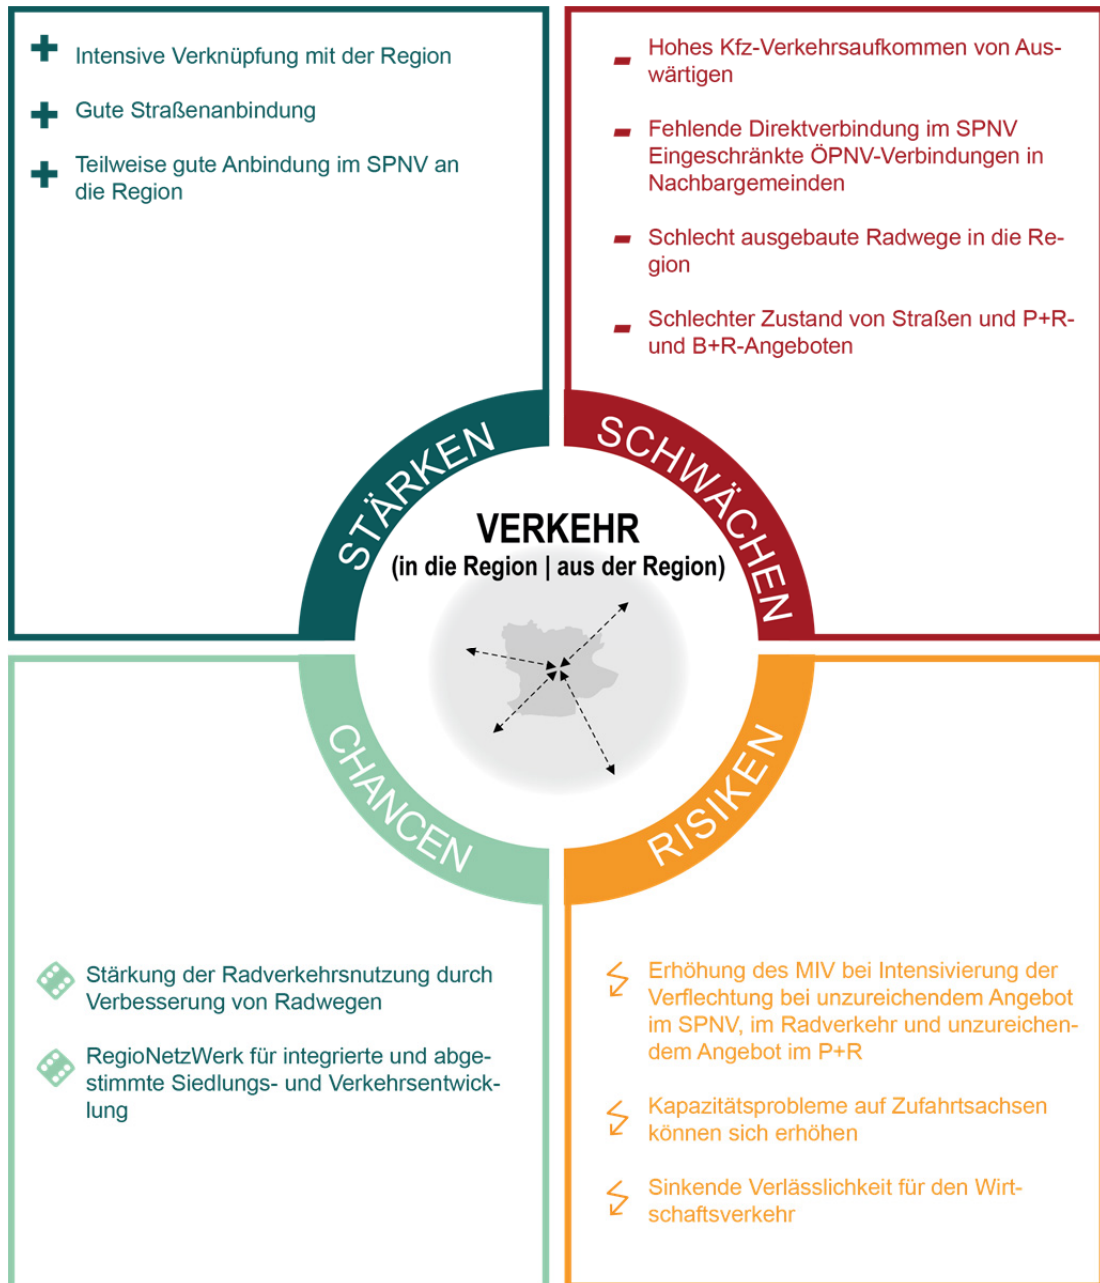 Intensive Verknüpfung mit der Region
Gute Straßenanbindung
Teilweise gute Anbindung im SPNV an
die Region
Hohes Kfz-Verkehrsaufkommen von Aus-
wärtigen
Fehlende Direktverbindung im SPNV
Eingeschränkte ÖPNV-Verbindungen in
Nachbargemeinden
Schlecht ausgebaute Radwege in die Re-
gion
Schlechter Zustand von Straßen und P+R-
und B+R-Angeboten
STÄRKEN
SCHWÄCHEN
VERKEHR
(in die Region | aus der Region)
CHANCEN
RISIKEN
Stärkung der Radverkehrsnutzung durch
Verbesserung von Radwegen
RegioNetzWerk für integrierte und abge-
stimmte Siedlungs- und Verkehrsentwick-
lung
Erhöhung des MIV bei Intensivierung der
Verflechtung bei unzureichendem Angebot
im SPNV, im Radverkehr und unzureichen-
dem Angebot im P+R
Kapazitätsprobleme auf Zufahrtsachsen
können sich erhöhen
Sinkende Verlässlichkeit für den Wirt-
schaftsverkehr